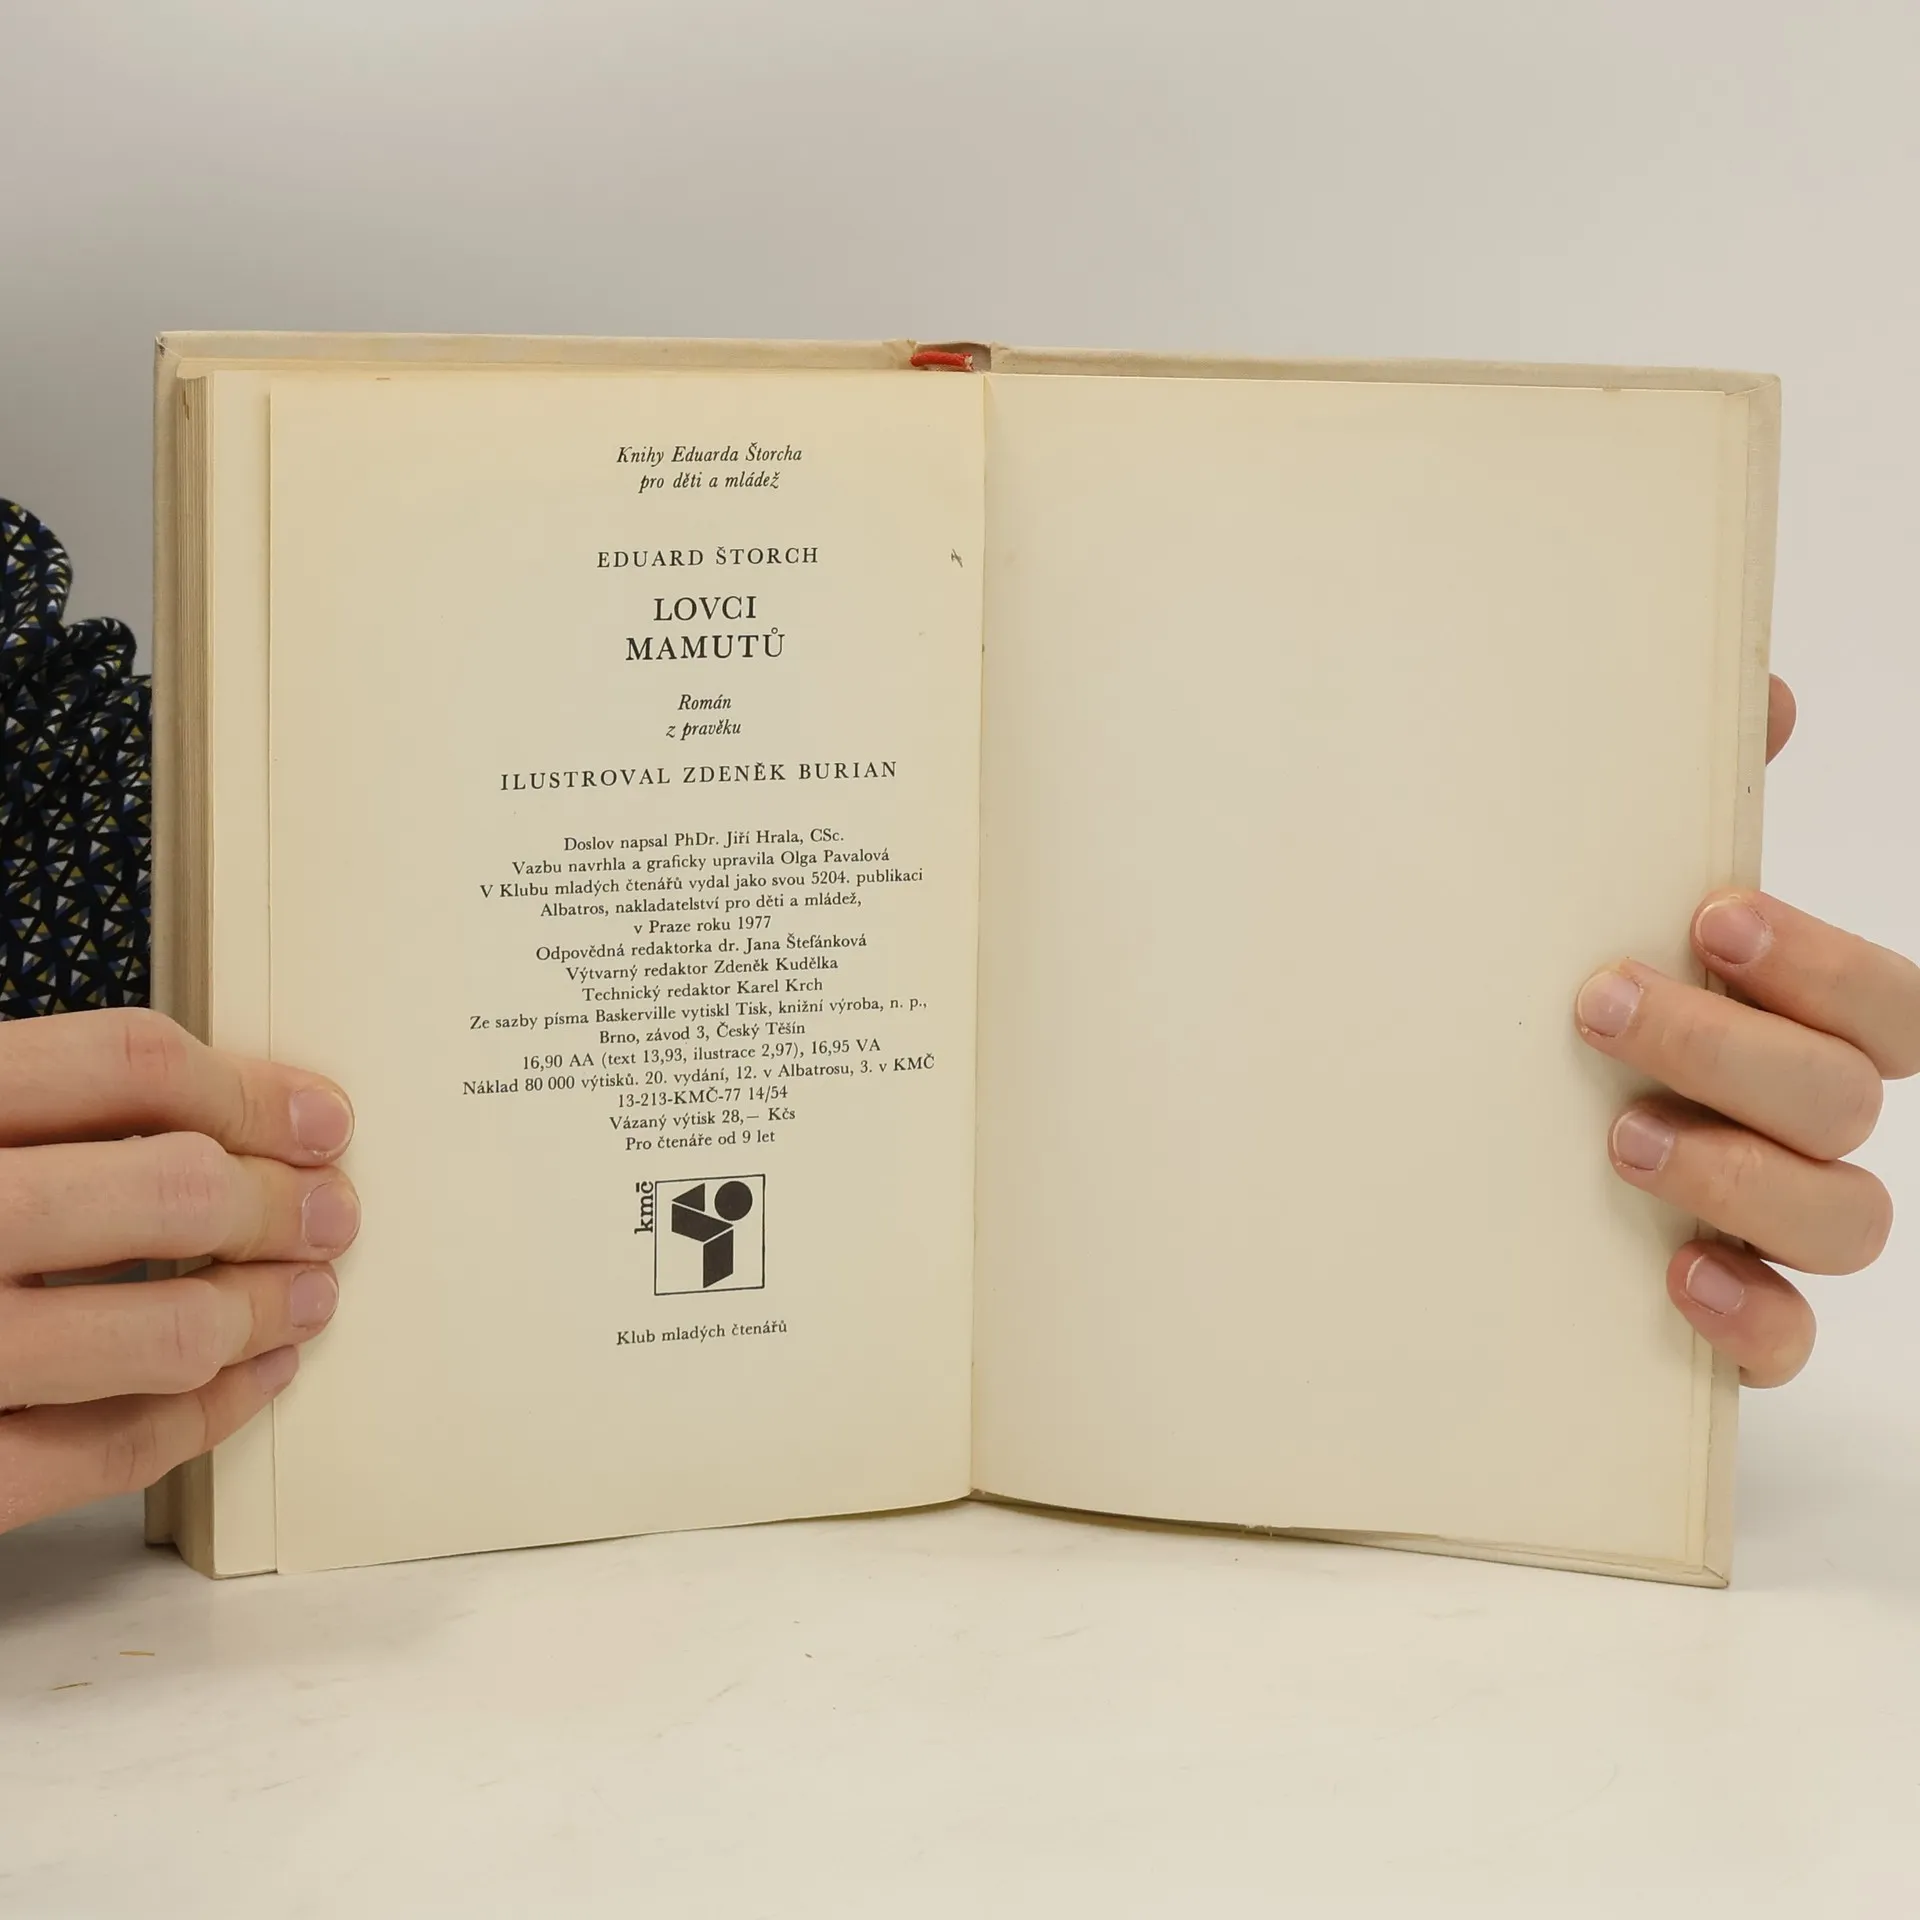 Knihy Eduarda Štorcha
pro děti a mládež
EDUARD ŠTORCH
LOVCI
MAMUTŮ
Román
z pravěku
ILUSTROVAL ZDENĚK BURIAN
Doslov napsal PhDr. Jiří Hrala, CSc.
Vazbu navrhla a graficky upravila Olga Pavalová
V Klubu mladých čtenářů vydal jako svou 5204. publikaci
Albatros, nakladatelství pro děti a mládež,
v Praze roku 1977
Odpovědná redaktorka dr. Jana Štefánková
Výtvarný redaktor Zdeněk Kudělka
Technický redaktor Karel Krch
Ze sazby písma Baskerville vytiskl Tisk, knižní výroba, n. p.,
Brno, závod 3, Český Těšín
16,90 AA (text 13,93, ilustrace 2,97), 16,95 VA
Náklad 80 000 výtisků. 20. vydání, 12. v Albatrosu, 3. v KMČ
13-213-KMČ-77 14/54
Vázaný výtisk 28,— Kčs
Pro čtenáře od 9 let
kmč
Klub mladých čtenářů